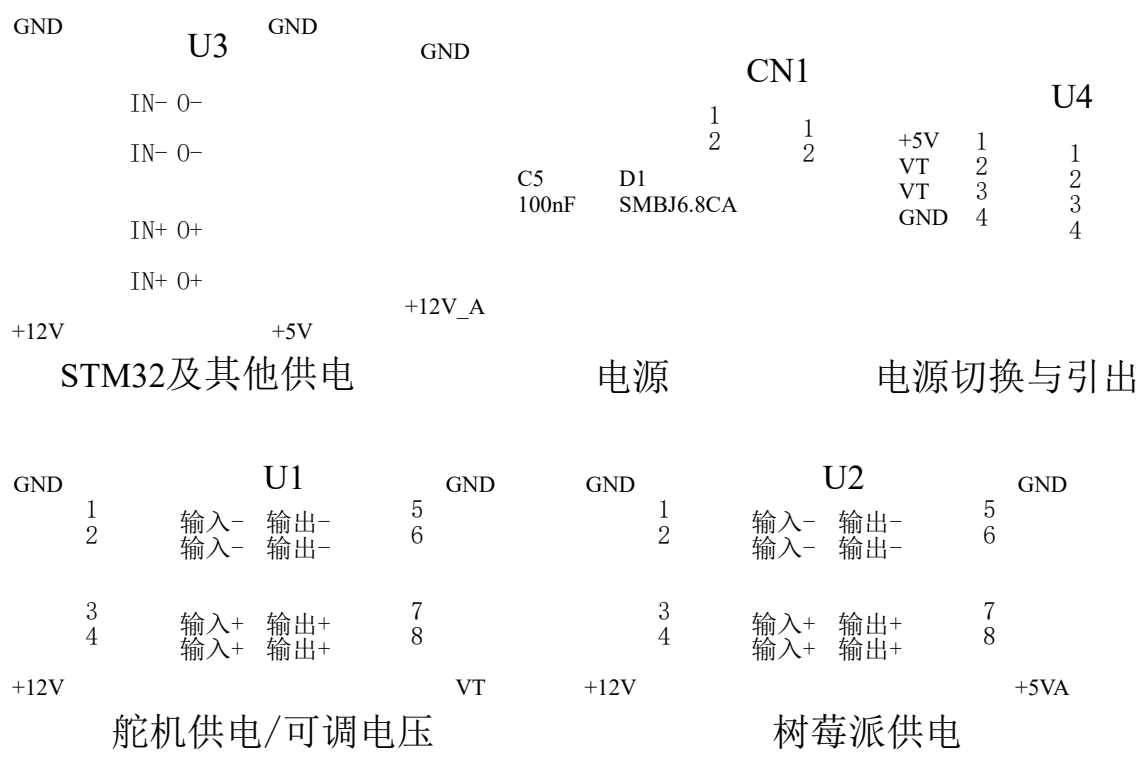 GND
U3
GND
IN- O-
IN- O-
IN+ O+
IN+ O+
+12V
+5V
STM32及其他供电
GND
CN1
1
2
1
2
C5
100nF
D1
SMBJ6.8CA
+12V_A
电源
U4
+5V 1
VT 2
VT 3
GND 4
1
2
3
4
电源切换与引出
GND
U1
GND
1
2
输入- 输出-
输入- 输出-
5
6
3
4
输入+ 输出+
输入+ 输出+
7
8
+12V
VT
舵机供电/可调电压
GND
U2
GND
1
2
输入- 输出-
输入- 输出-
5
6
3
4
输入+ 输出+
输入+ 输出+
7
8
+12V
+5VA
树莓派供电